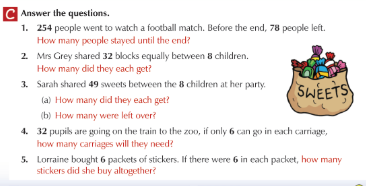 C Answer the questions.
1. 254 people went to watch a football match. Before the end, 78 people left.
How many people stayed until the end?
2. Mrs Grey shared 32 blocks equally between 8 children.
How many did they each get?
3. Sarah shared 49 sweets between the 8 children at her party.
(a) How many did they each get?
(b) How many were left over?
SWEETS
4. 32 pupils are going on the train to the zoo, if only 6 can go in each carriage,
how many carriages will they need?
5. Lorraine bought 6 packets of stickers. If there were 6 in each packet, how many
stickers did she buy altogether?